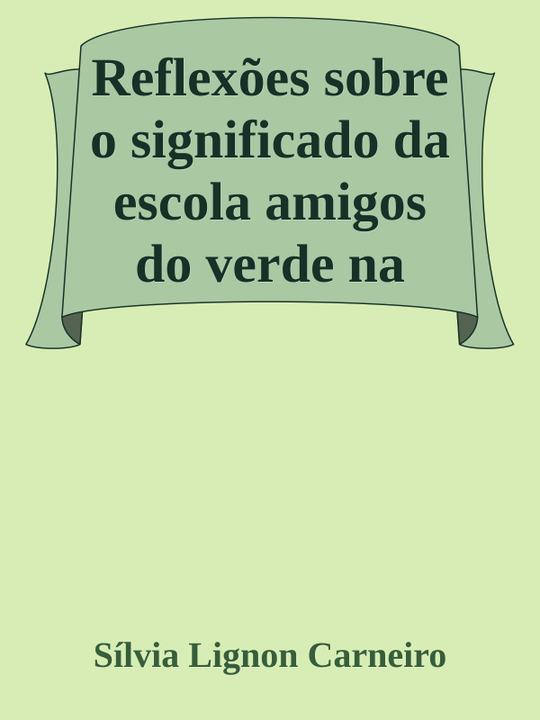 Reflexões sobre
o significado da
escola amigos
do verde na
Sílvia Lignon Carneiro